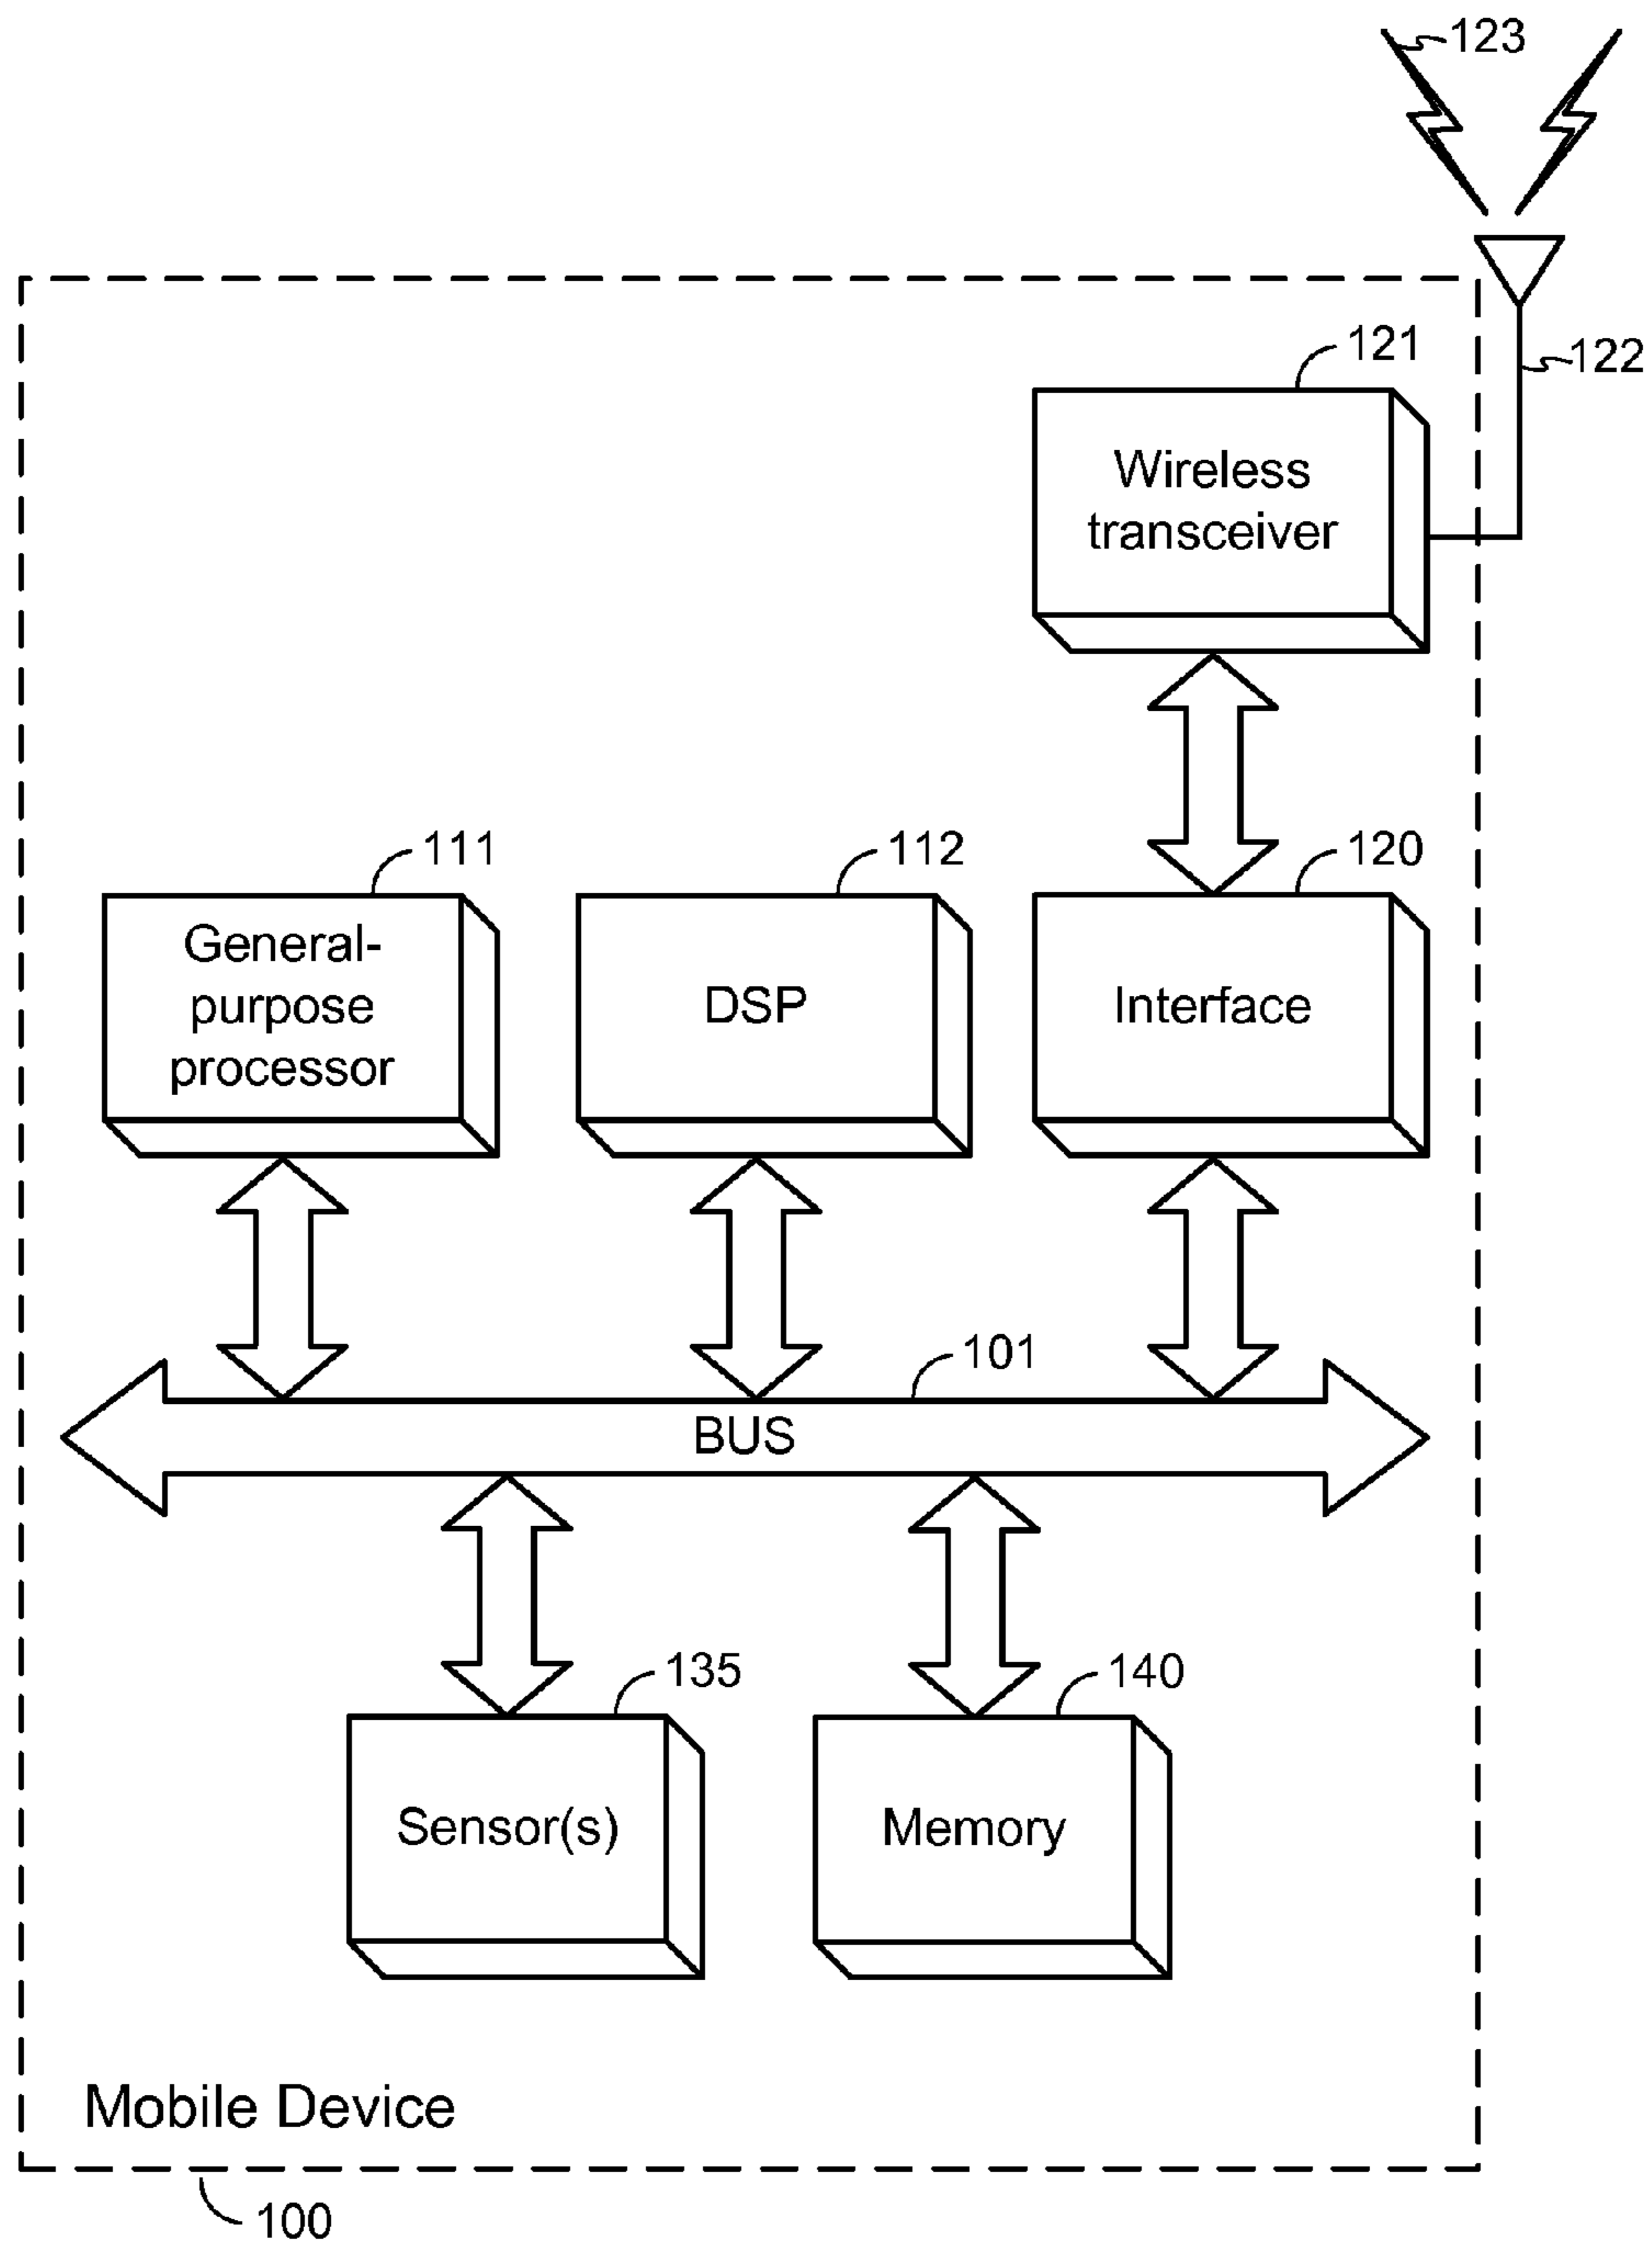 123
121
122
Wireless
transceiver
111
112
120
General-
purpose
processor
DSP
Interface
101
BUS
135
140
Sensor(s)
Memory
Mobile Device
100